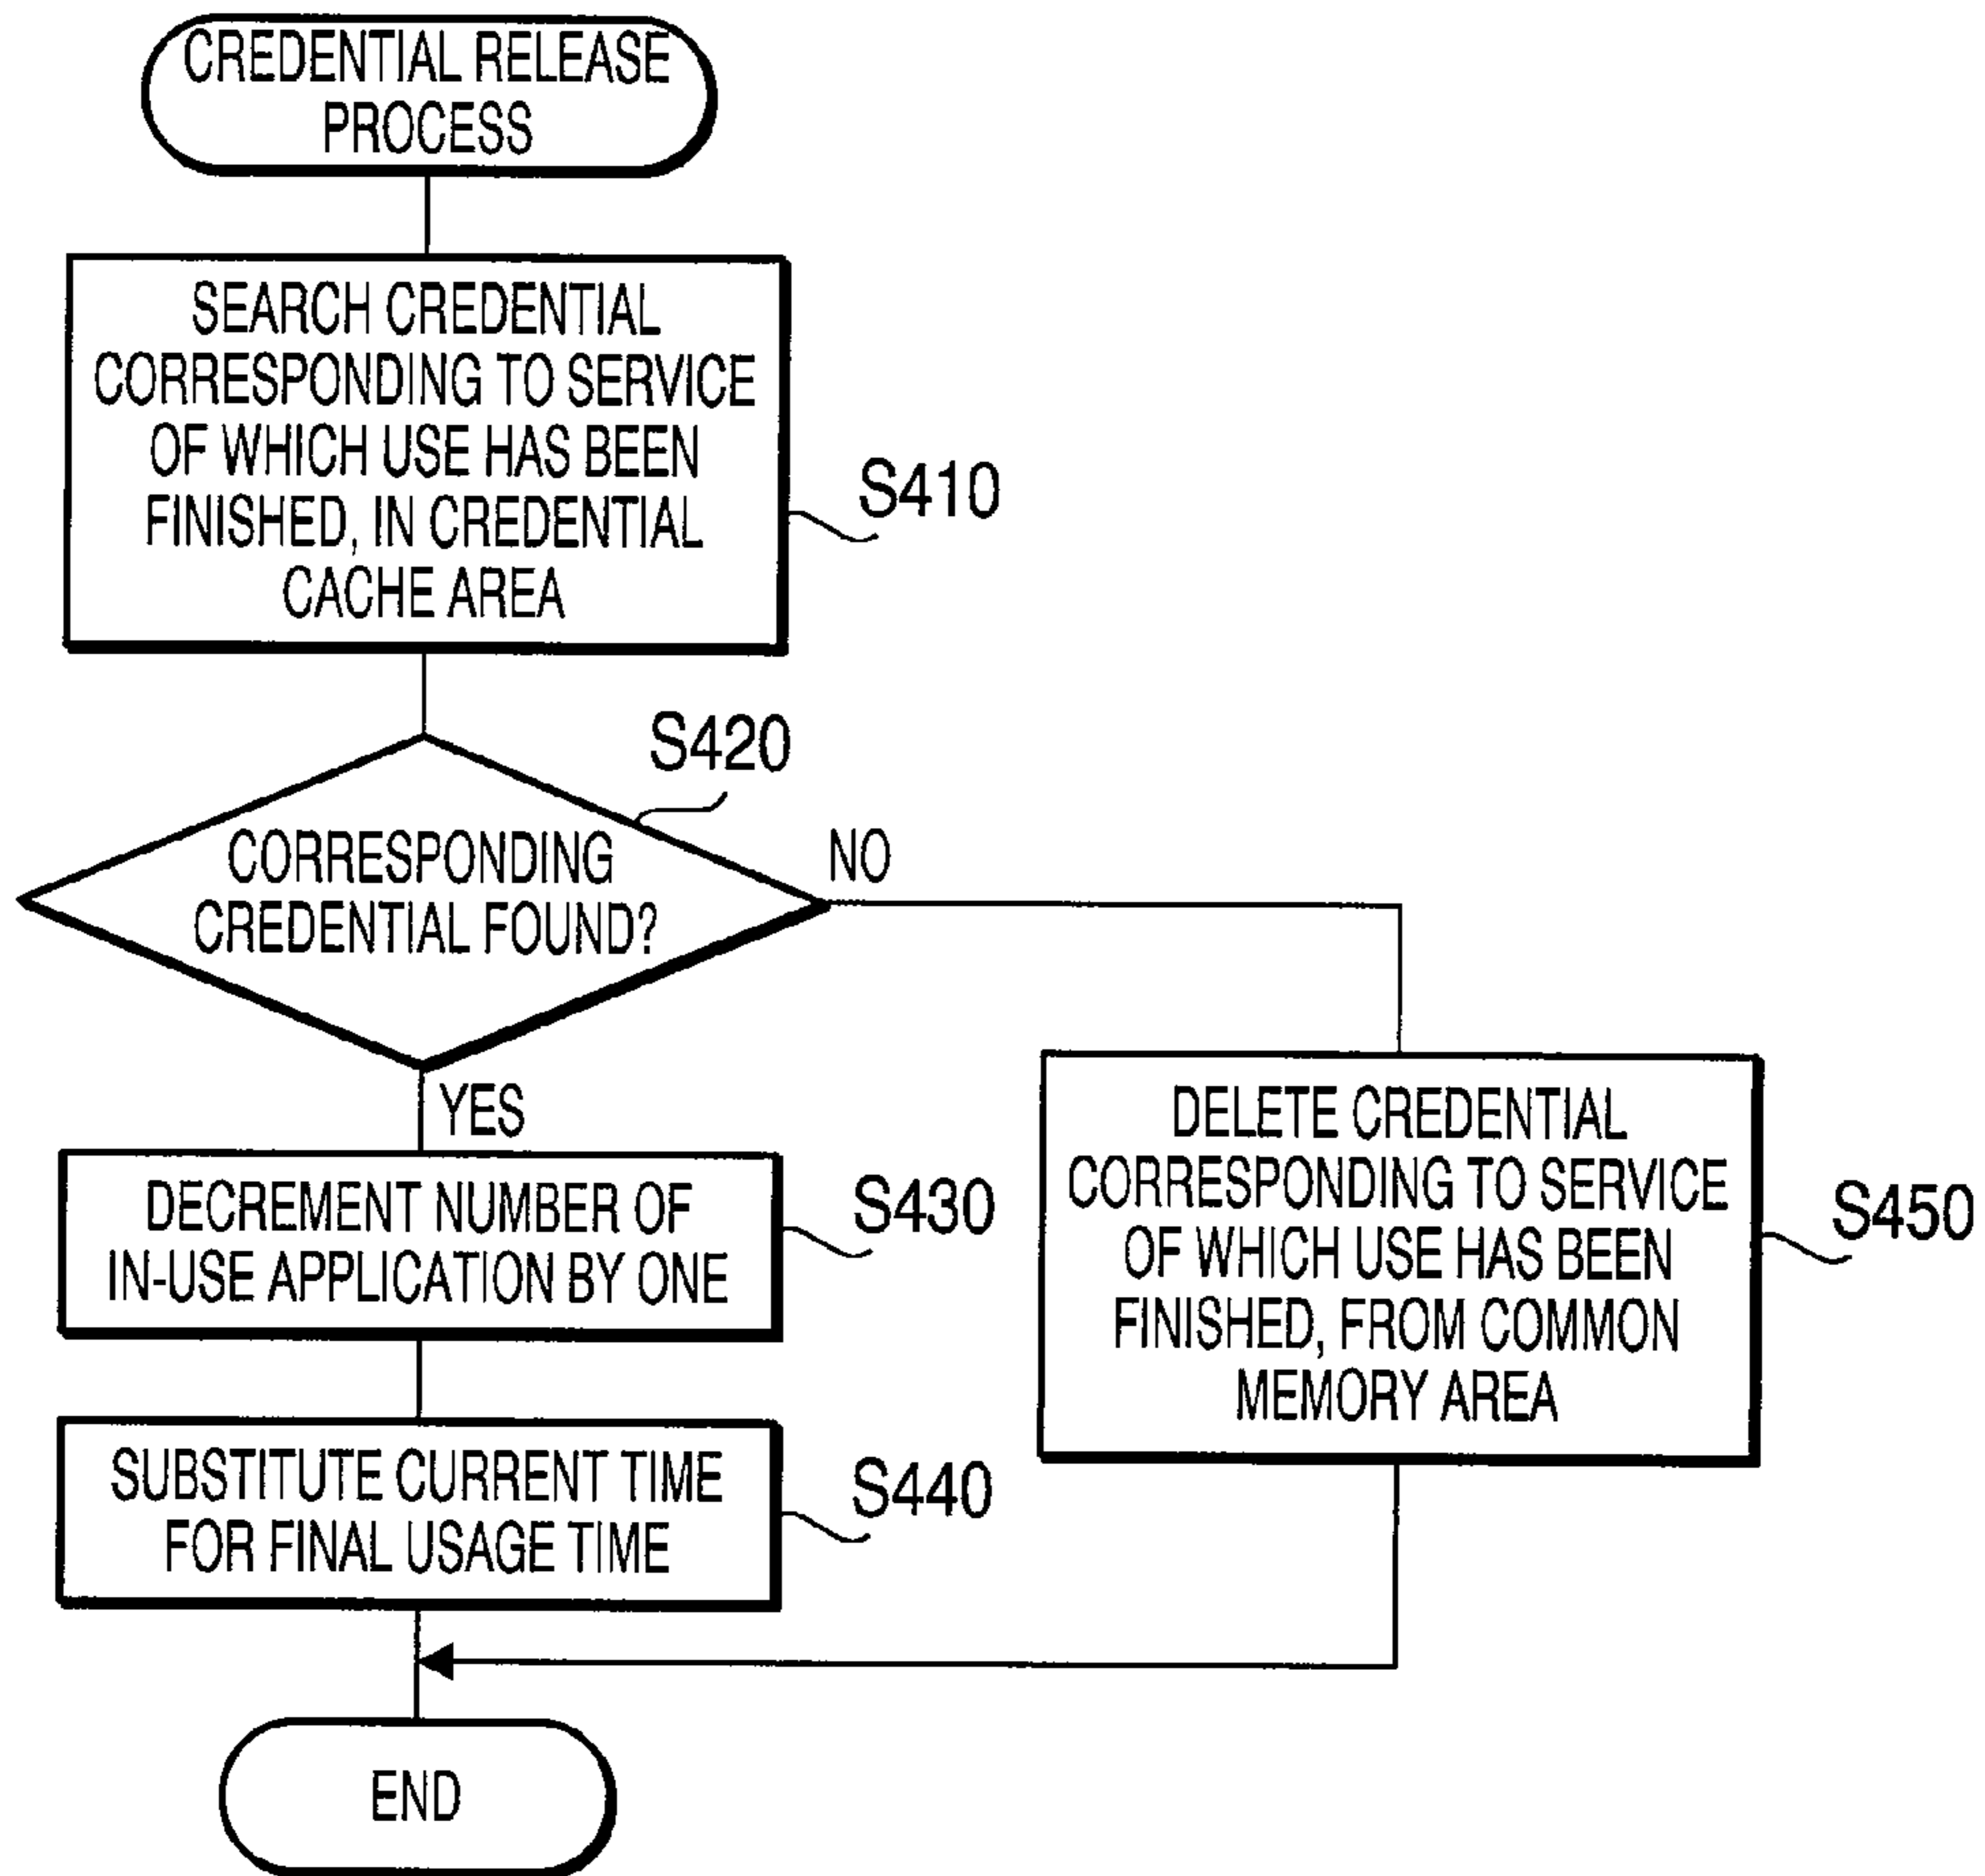 CREDENTIAL RELEASE
PROCESS
SEARCH CREDENTIAL
CORRESPONDING TO SERVICE
OF WHICH USE HAS BEEN
FINISHED, IN CREDENTIAL
CACHE AREA
S410
S420
CORRESPONDING
CREDENTIAL FOUND?
NO
YES
DECREMENT NUMBER OF
IN-USE APPLICATION BY ONE
S430
SUBSTITUTE CURRENT TIME
FOR FINAL USAGE TIME
S440
DELETE CREDENTIAL
CORRESPONDING TO SERVICE
OF WHICH USE HAS BEEN
FINISHED, FROM COMMON
MEMORY AREA
S450
END